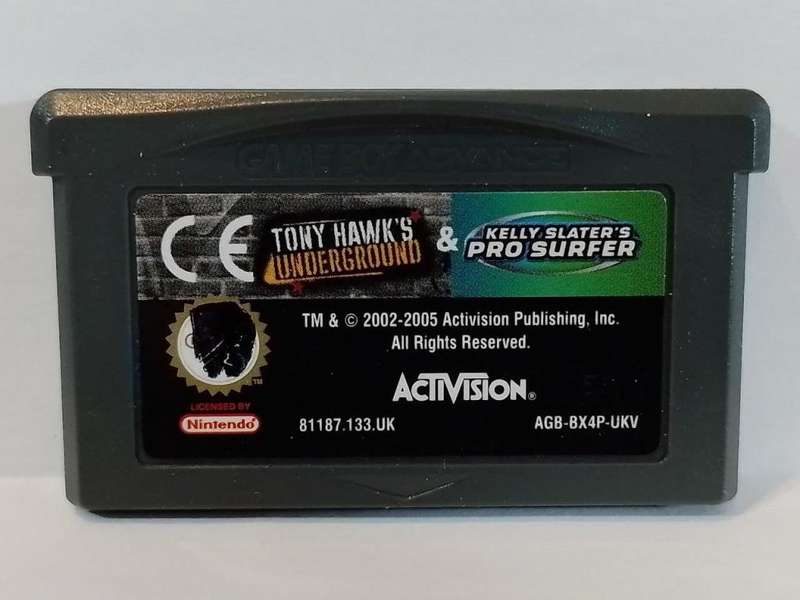 GAME BOY ADVANCE
CE
TONY HAWK'S
UNDERGROUND
&
KELLY SLATER'S
PRO SURFER
TM & © 2002-2005 Activision Publishing, Inc.
All Rights Reserved.
TM
ACTIVISION®
LICENSED BY
Nintendo
81187.133.UK
AGB-BX4P-UKV